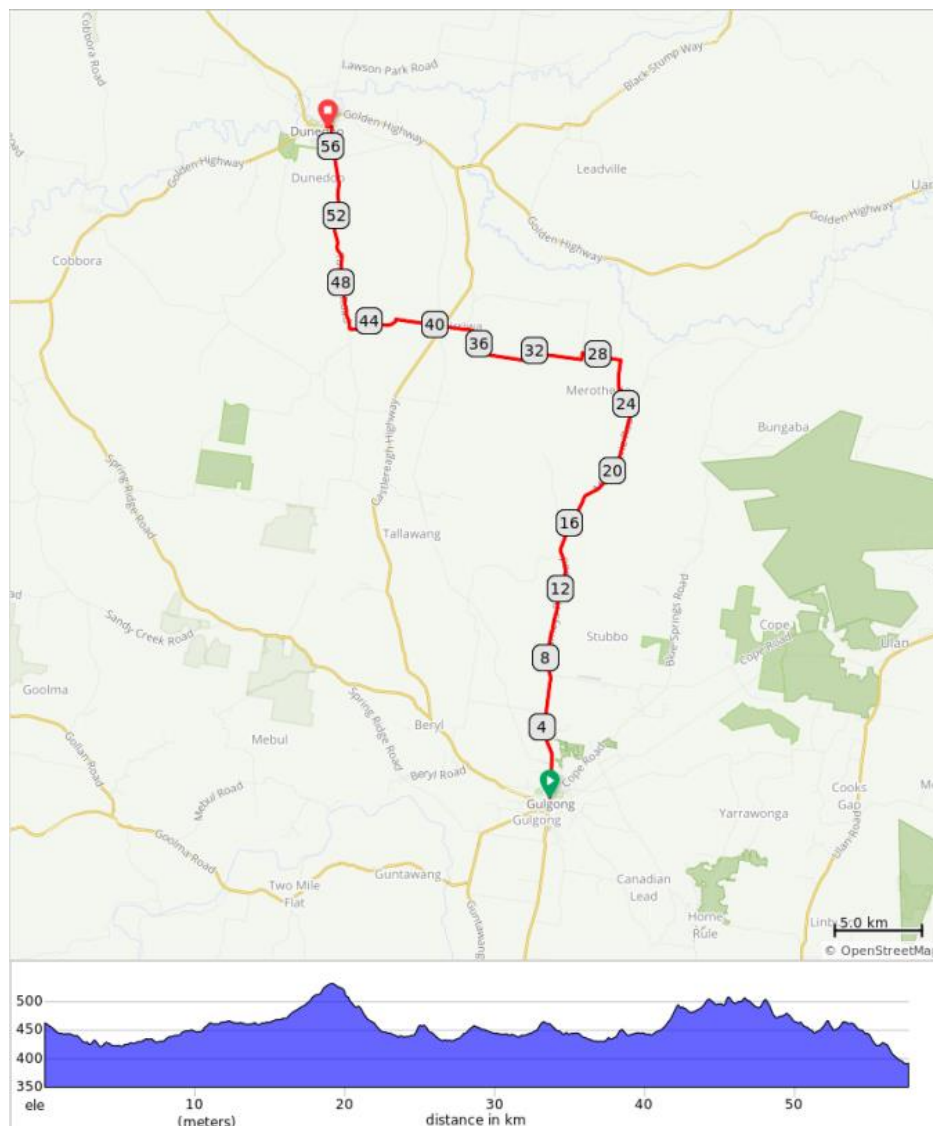 Cobbora Road
Lawson Park Road
Black Stump Way
Golden Highway
Dunedoo
56
Golden Highway
Dunedoo
Leadville
52
Golden Highway
Golden Highway
Cobbora
48
44
40
36
32
28
Merothe
24
Bungaba
Castlereagh Highway
20
Spring Ridge Road
16
Tallawang
12
Sandy Creek Road
Stubbo
Blue Springs Road
Cope
Cope Road
Ulan
8
Goolma
Spring Ridge Road
4
Beryl
Mebul
Gollan Road
Beryl Road
Cope Road
Mebul Road
Gulgong
Gulgong
Cooks
Gap
Yarrawonga
Ulan Road
Goolma Road
Guntawang
Two Mile
Flat
Canadian
Lead
Home
Rule
Guntawang
5.0 km
© OpenStreetMap
500
450
400
350
ele
(meters)
10
20
30
40
50
distance in km